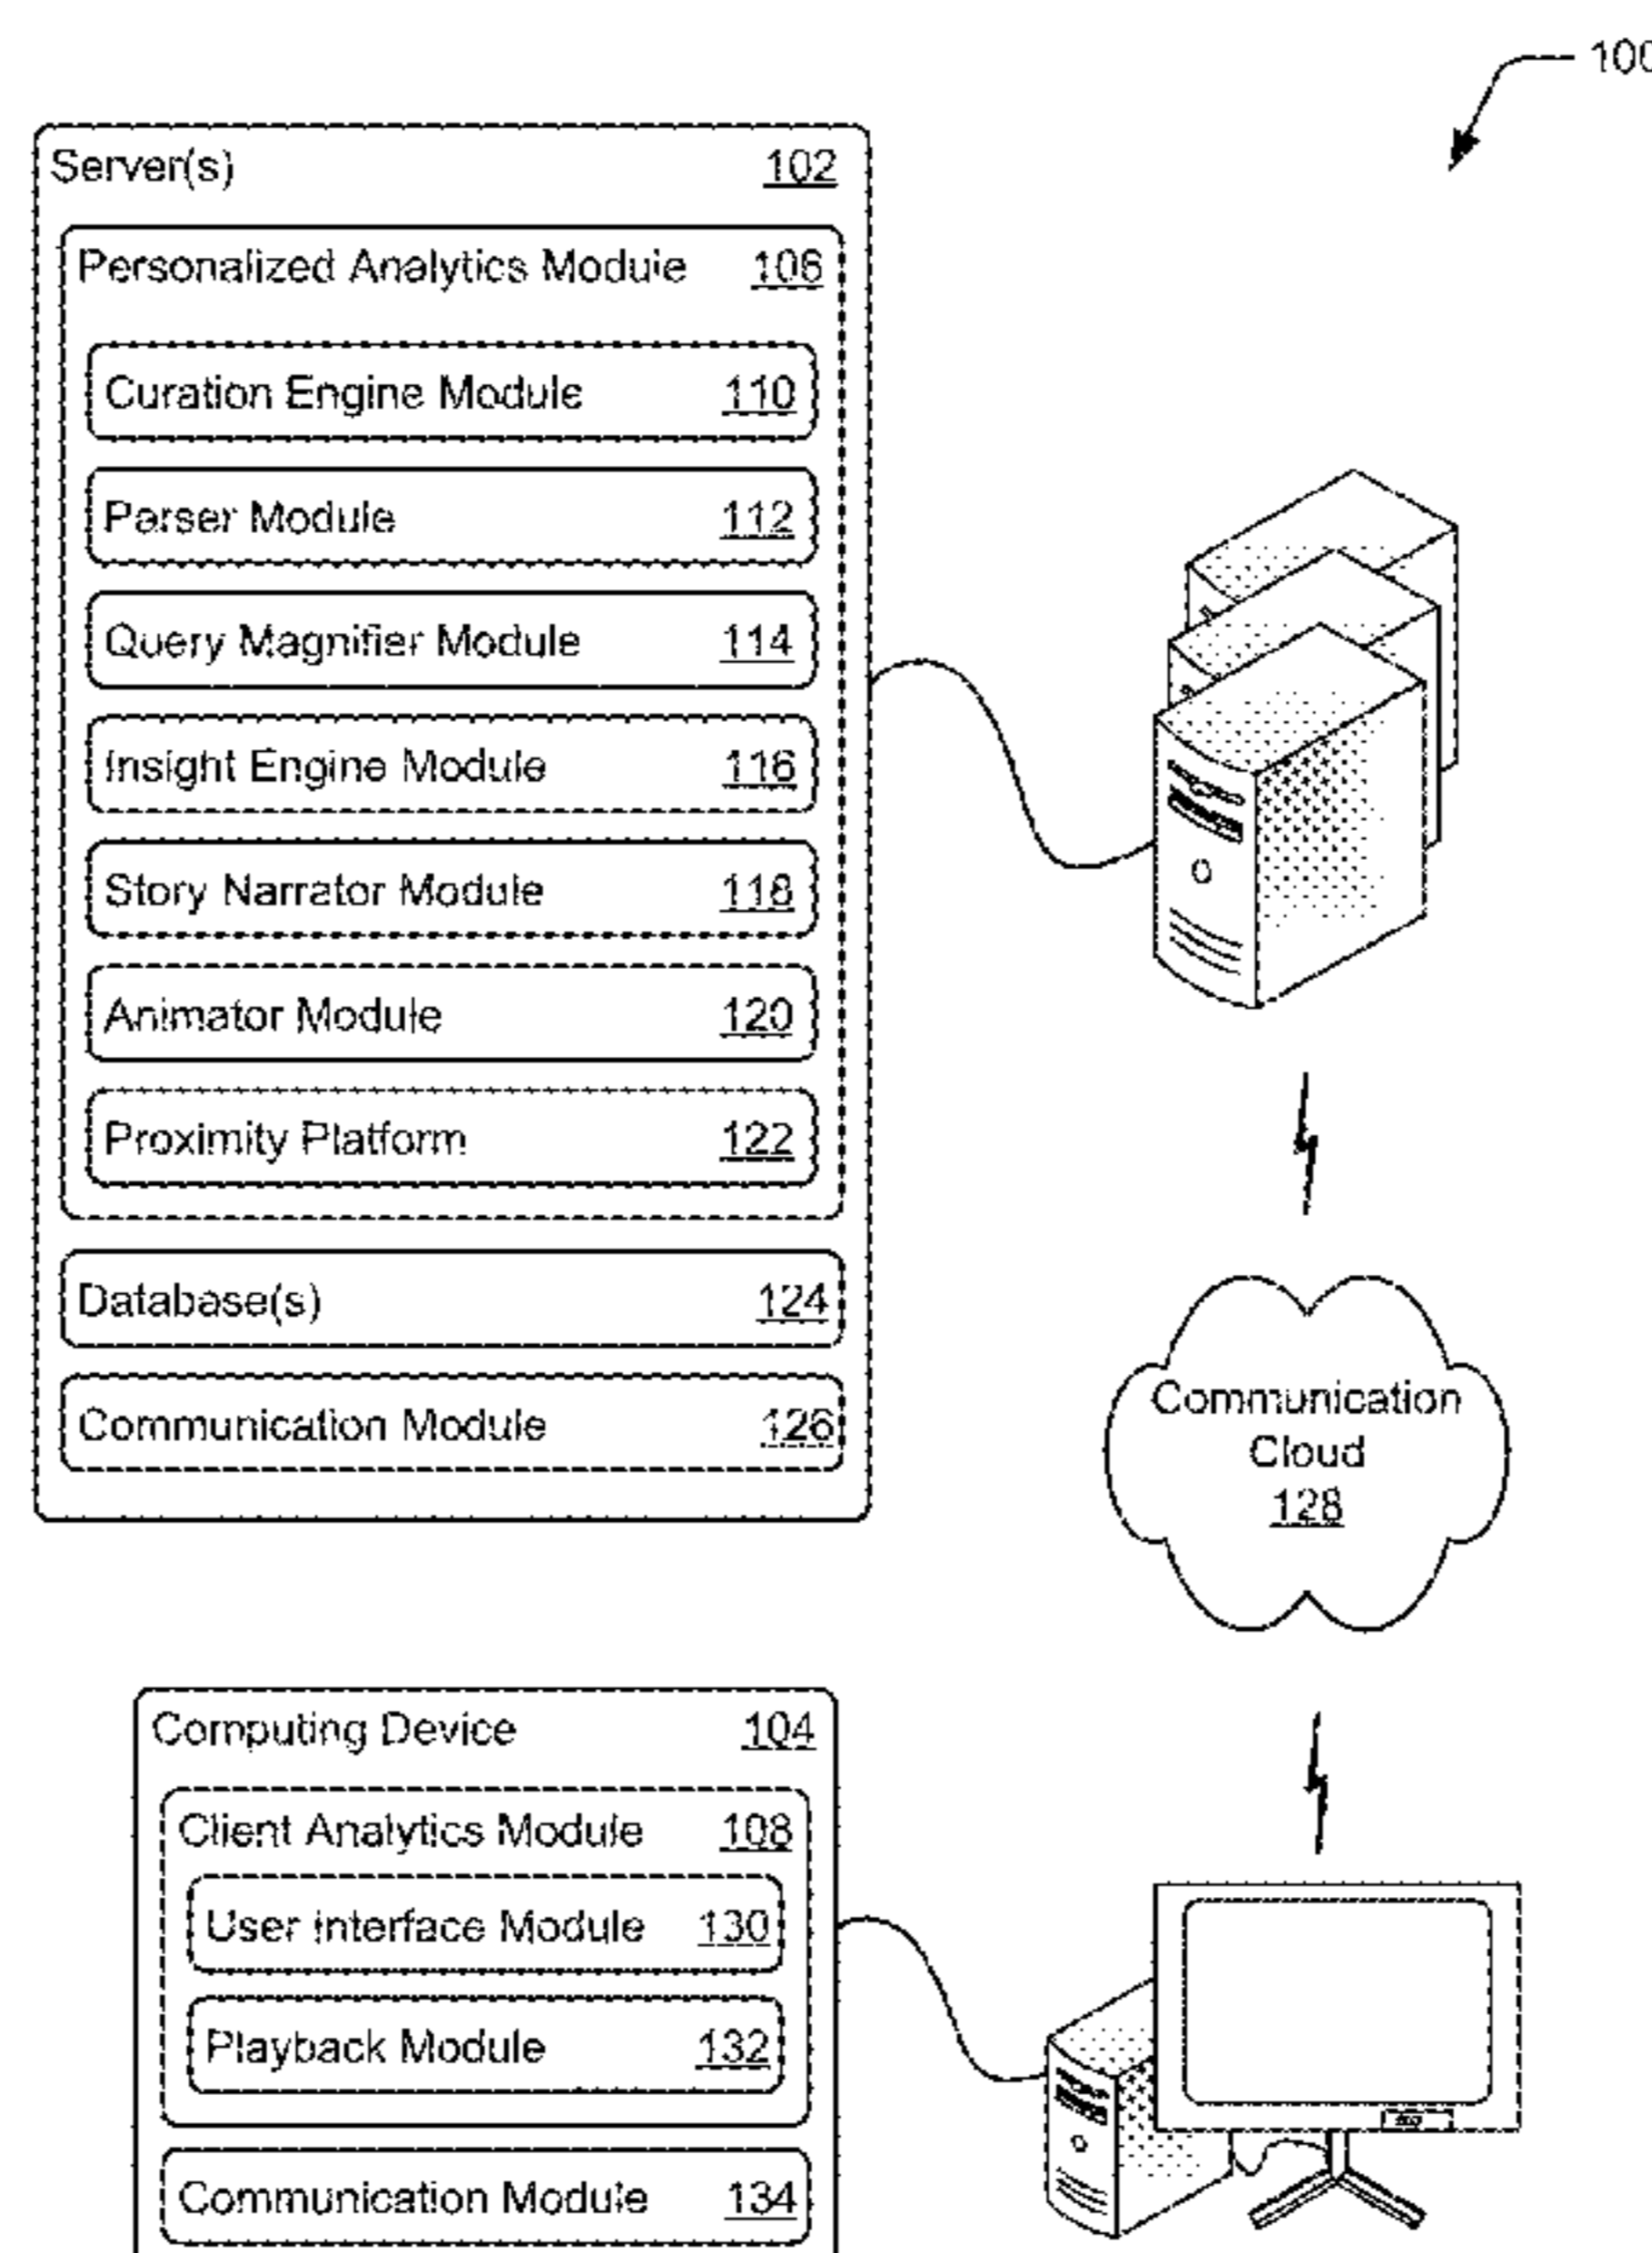 100
Server(s) 102
Personalized Analytics Module 106
Curation Engine Module 110
Parser Module 112
Query Magnifier Module 114
Insight Engine Module 116
Story Narrator Module 118
Animator Module 120
Proximity Platform 122
Database(s) 124
Communication Module 126
Communication
Cloud
128
Computing Device 104
Client Analytics Module 108
User Interface Module 130
Playback Module 132
Communication Module 134